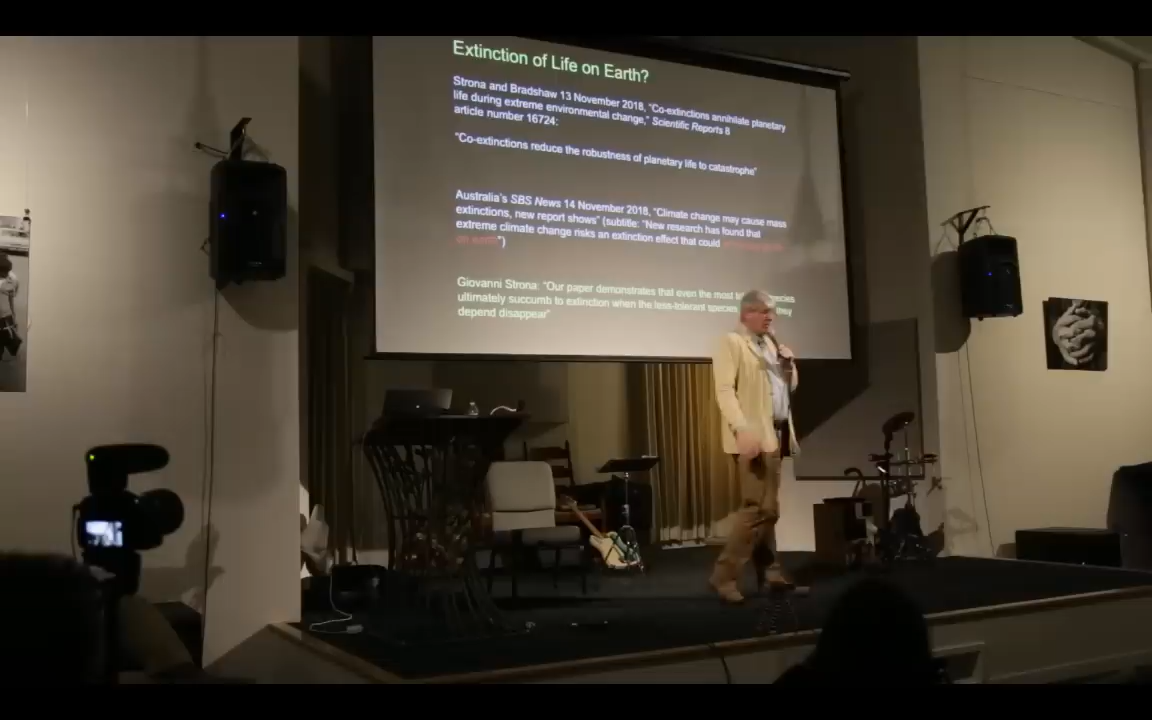 Extinction of Life on Earth?
Strona and Bradshaw 13 November 2018, "Co-extinctions annihilate planetary
life during extreme environmental change," Scientific Reports 8
article number 16724:
"Co-extinctions reduce the robustness of planetary life to catastrophe"
Australia's SBS News 14 November 2018, "Climate change may cause mass
extinctions, new report shows" (subtitle: "New research has found that
extreme climate change risks an extinction effect that could
on earth")
Giovanni Strona: "Our paper demonstrates that even the most species
ultimately succumb to extinction when the less-tolerant species they
depend disappear"